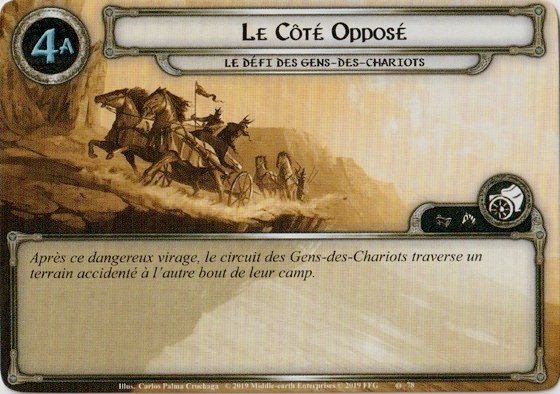 4A
Le Côté Opposé
Le Défi des Gens-des-Chariots
Après ce dangereux virage, le circuit des Gens-des-Chariots traverse un
terrain accidenté à l'autre bout de leur camp.
Illus. Carlos Palma Cruchaga © 2019 Middle-earth Enterprises © 2019 FFG 78